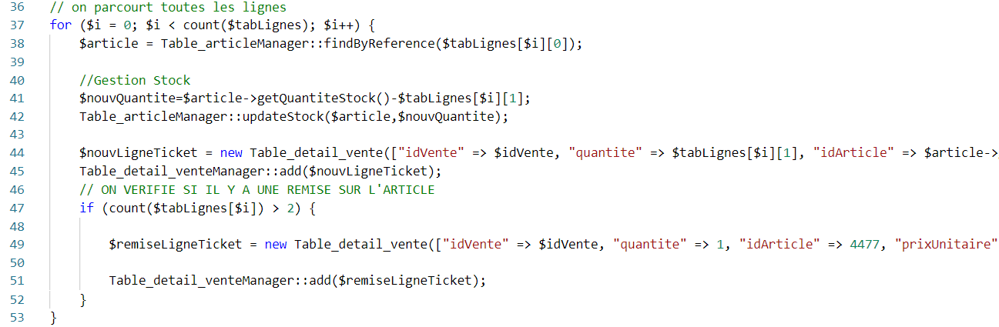 36 // on parcourt toutes les lignes
37 for ($i = 0; $i < count($tabLignes); $i++) {
38 $article = Table_articleManager::findByReference($tabLignes[$i][0]);
39
40 //Gestion Stock
41 $nouvQuantite=$article->getQuantiteStock()-$tabLignes[$i][1];
42 Table_articleManager::updateStock($article,$nouvQuantite);
43
44 $nouvLigneTicket = new Table_detail_vente(["idVente" => $idVente, "quantite" => $tabLignes[$i][1], "idArticle" => $article->
45 Table_detail_venteManager::add($nouvLigneTicket);
46 // ON VERIFIE SI IL Y A UNE REMISE SUR L'ARTICLE
47 if (count($tabLignes[$i]) > 2) {
48
49 $remiseLigneTicket = new Table_detail_vente(["idVente" => $idVente, "quantite" => 1, "idArticle" => 4477, "prixUnitaire"
50
51 Table_detail_venteManager::add($remiseLigneTicket);
52 }
53 }